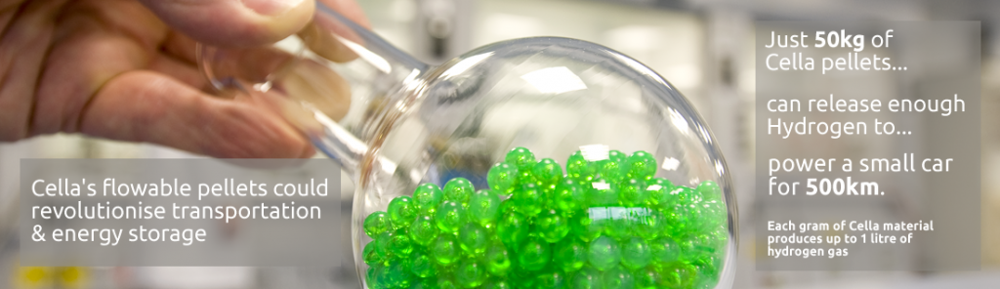 Cella's flowable pellets could
revolutionise transportation
& energy storage
Just 50kg of
Cella pellets...
can release enough
Hydrogen to...
power a small car
for 500km.
Each gram of Cella material
produces up to 1 litre of
hydrogen gas